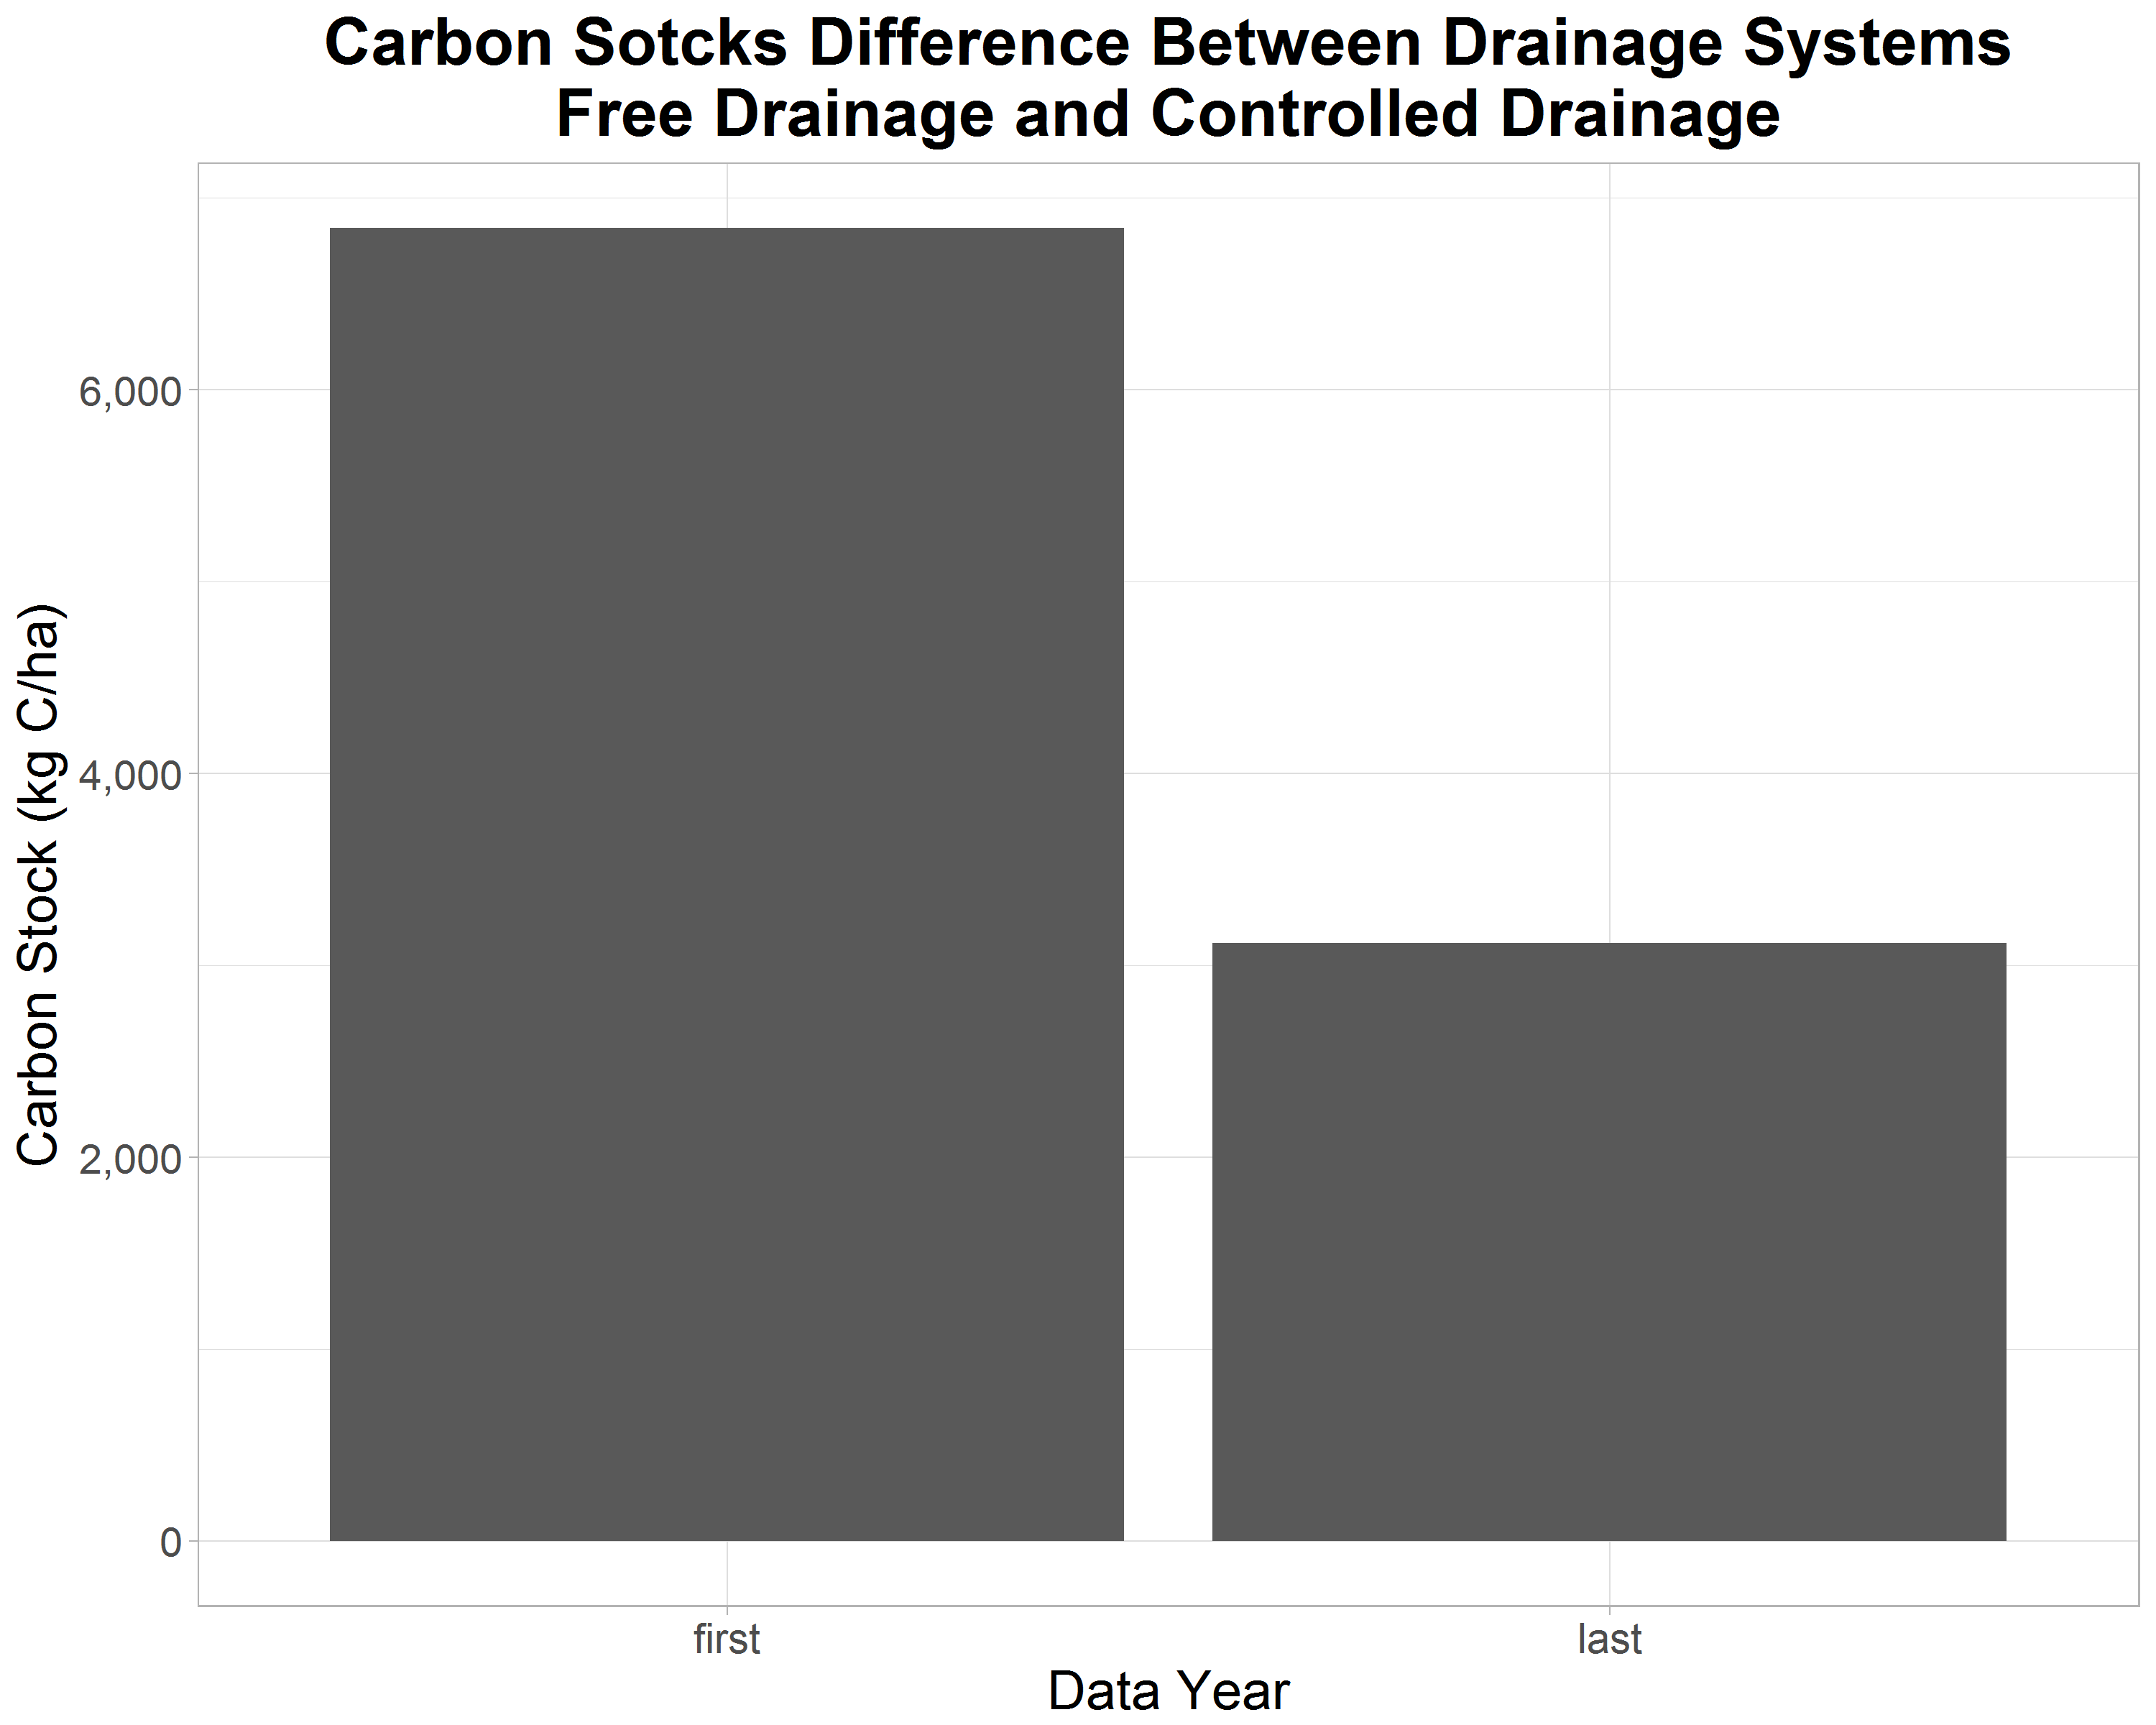 Carbon Sotcks Difference Between Drainage Systems
Free Drainage and Controlled Drainage
Carbon Stock (kg C/ha)
6,000
4,000
2,000
0
first
last
Data Year